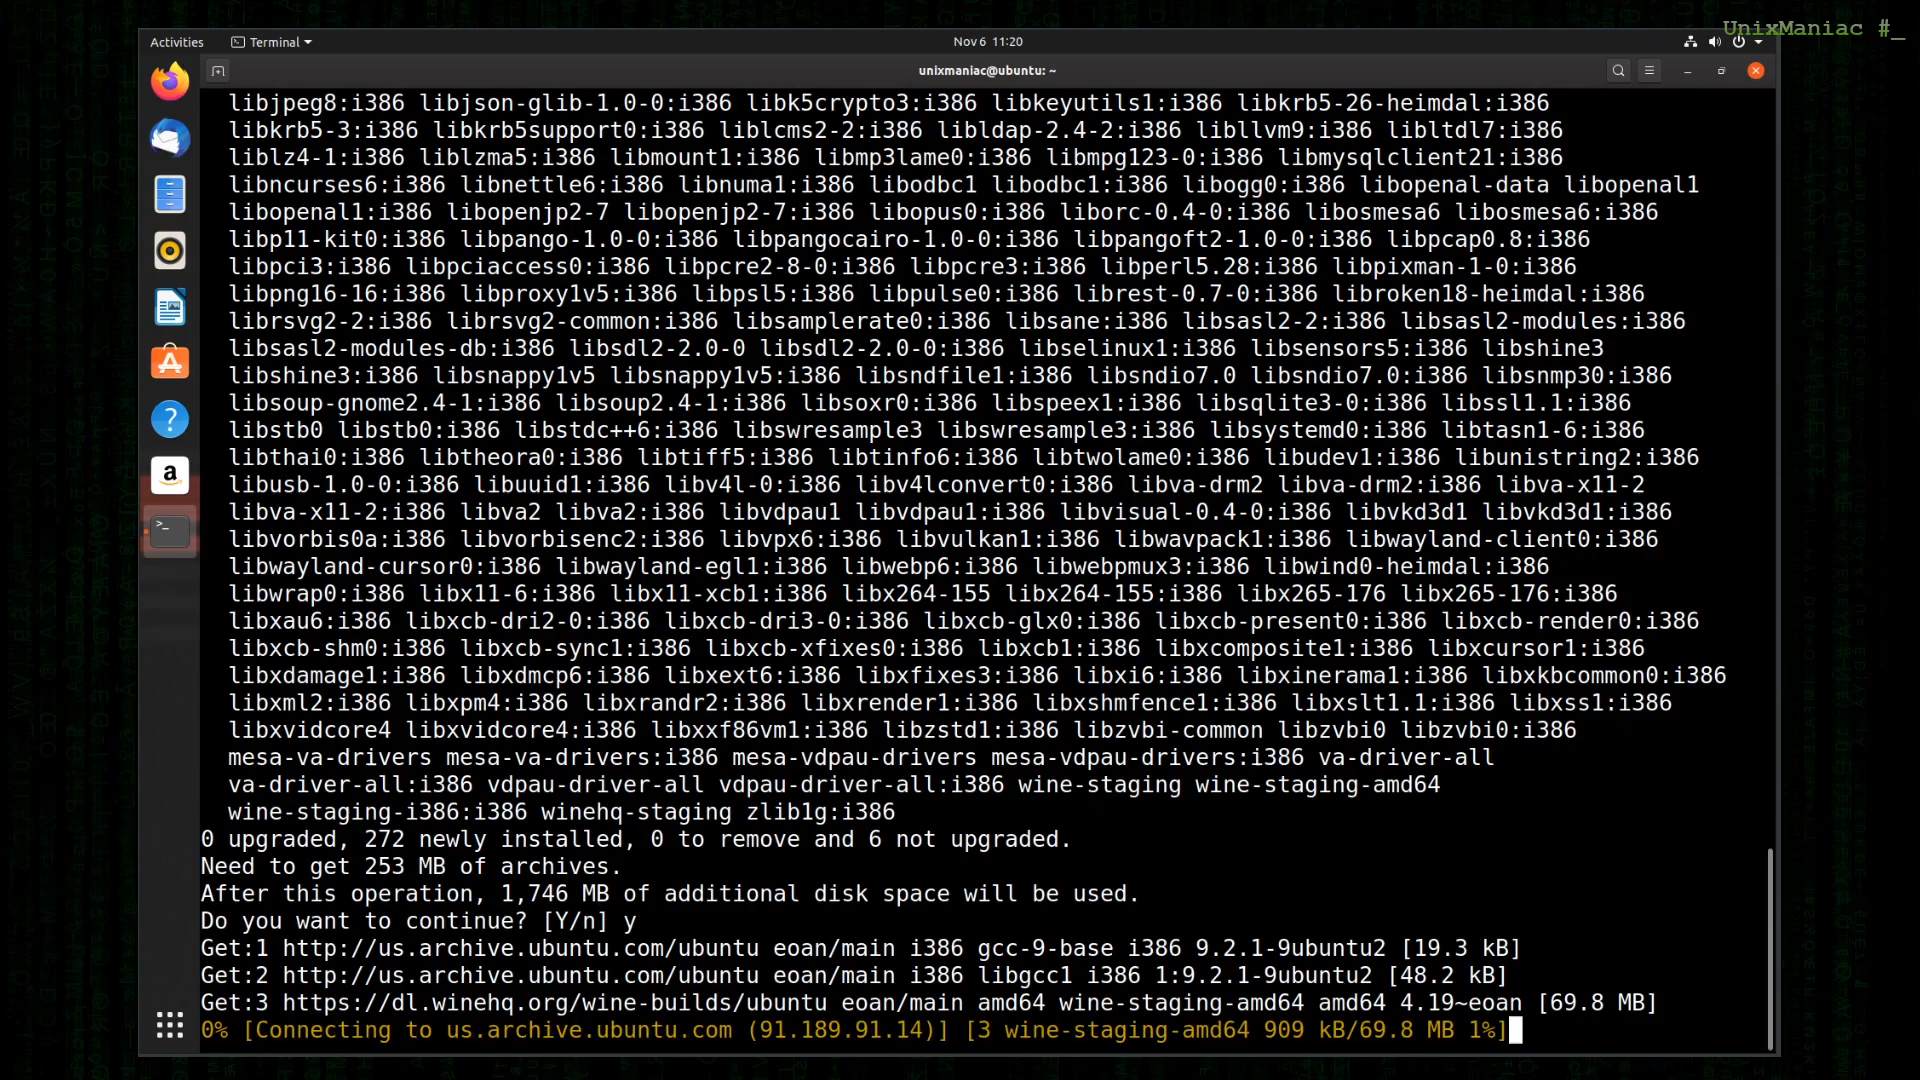 UnixManiac #_
Activities Terminal Nov 6 11:20
unixmaniac@ubuntu: ~
libjpeg8:i386 libjson-glib-1.0-0:i386 libk5crypto3:i386 libkeyutils1:i386 libkrb5-26-heimdal:i386
libkrb5-3:i386 libkrb5support0:i386 liblcms2-2:i386 libldap-2.4-2:i386 libllvm9:i386 libltdl7:i386
liblz4-1:i386 liblzma5:i386 libmount1:i386 libmp3lame0:i386 libmpg123-0:i386 libmysqlclient21:i386
libncurses6:i386 libnettle6:i386 libnuma1:i386 libodbc1 libodbc1:i386 libogg0:i386 libopenal-data libopenal1
libopenal1:i386 libopenjp2-7 libopenjp2-7:i386 libopus0:i386 liborc-0.4-0:i386 libosmesa6 libosmesa6:i386
libp11-kit0:i386 libpango-1.0-0:i386 libpangocairo-1.0-0:i386 libpangoft2-1.0-0:i386 libpcap0.8:i386
libpci3:i386 libpciaccess0:i386 libpcre2-8-0:i386 libpcre3:i386 libperl5.28:i386 libpixman-1-0:i386
libpng16-16:i386 libproxy1v5:i386 libpsl5:i386 libpulse0:i386 librest-0.7-0:i386 libroken18-heimdal:i386
librsvg2-2:i386 librsvg2-common:i386 libsamplerate0:i386 libsane:i386 libsasl2-2:i386 libsasl2-modules:i386
libsasl2-modules-db:i386 libsdl2-2.0-0 libsdl2-2.0-0:i386 libselinux1:i386 libsensors5:i386 libshine3
libshine3:i386 libsnappy1v5 libsnappy1v5:i386 libsndfile1:i386 libsndio7.0 libsndio7.0:i386 libsnmp30:i386
libsoup-gnome2.4-1:i386 libsoup2.4-1:i386 libsoxr0:i386 libspeex1:i386 libsqlite3-0:i386 libssl1.1:i386
libstb0 libstb0:i386 libstdc++6:i386 libswresample3 libswresample3:i386 libsystemd0:i386 libtasn1-6:i386
libthai0:i386 libtheora0:i386 libtiff5:i386 libtinfo6:i386 libtwolame0:i386 libudev1:i386 libunistring2:i386
libusb-1.0-0:i386 libuuid1:i386 libv4l-0:i386 libv4lconvert0:i386 libva-drm2 libva-drm2:i386 libva-x11-2
libva-x11-2:i386 libva2 libva2:i386 libvdpau1 libvdpau1:i386 libvisual-0.4-0:i386 libvkd3d1 libvkd3d1:i386
libvorbis0a:i386 libvorbisenc2:i386 libvpx6:i386 libvulkan1:i386 libwavpack1:i386 libwayland-client0:i386
libwayland-cursor0:i386 libwayland-egl1:i386 libwebp6:i386 libwebpmux3:i386 libwind0-heimdal:i386
libwrap0:i386 libx11-6:i386 libx11-xcb1:i386 libx264-155 libx264-155:i386 libx265-176 libx265-176:i386
libxau6:i386 libxcb-dri2-0:i386 libxcb-dri3-0:i386 libxcb-glx0:i386 libxcb-present0:i386 libxcb-render0:i386
libxcb-shm0:i386 libxcb-sync1:i386 libxcb-xfixes0:i386 libxcb1:i386 libxcomposite1:i386 libxcursor1:i386
libxdamage1:i386 libxdmcp6:i386 libxext6:i386 libxfixes3:i386 libxi6:i386 libxinerama1:i386 libxkbcommon0:i386
libxml2:i386 libxpm4:i386 libxrandr2:i386 libxrender1:i386 libxshmfence1:i386 libxslt1.1:i386 libxss1:i386
libxvidcore4 libxvidcore4:i386 libxxf86vm1:i386 libzstd1:i386 libzvbi-common libzvbi0 libzvbi0:i386
mesa-va-drivers mesa-va-drivers:i386 mesa-vdpau-drivers mesa-vdpau-drivers:i386 va-driver-all
va-driver-all:i386 vdpau-driver-all vdpau-driver-all:i386 wine-staging wine-staging-amd64
wine-staging-i386:i386 winehq-staging zlib1g:i386
0 upgraded, 272 newly installed, 0 to remove and 6 not upgraded.
Need to get 253 MB of archives.
After this operation, 1,746 MB of additional disk space will be used.
Do you want to continue? [Y/n] y
Get:1 http://us.archive.ubuntu.com/ubuntu eoan/main i386 gcc-9-base i386 9.2.1-9ubuntu2 [19.3 kB]
Get:2 http://us.archive.ubuntu.com/ubuntu eoan/main i386 libgcc1 i386 1:9.2.1-9ubuntu2 [48.2 kB]
Get:3 https://dl.winehq.org/wine-builds/ubuntu eoan/main amd64 wine-staging-amd64 amd64 4.19~eoan [69.8 MB]
0% [Connecting to us.archive.ubuntu.com (91.189.91.14)] [3 wine-staging-amd64 909 kB/69.8 MB 1%]